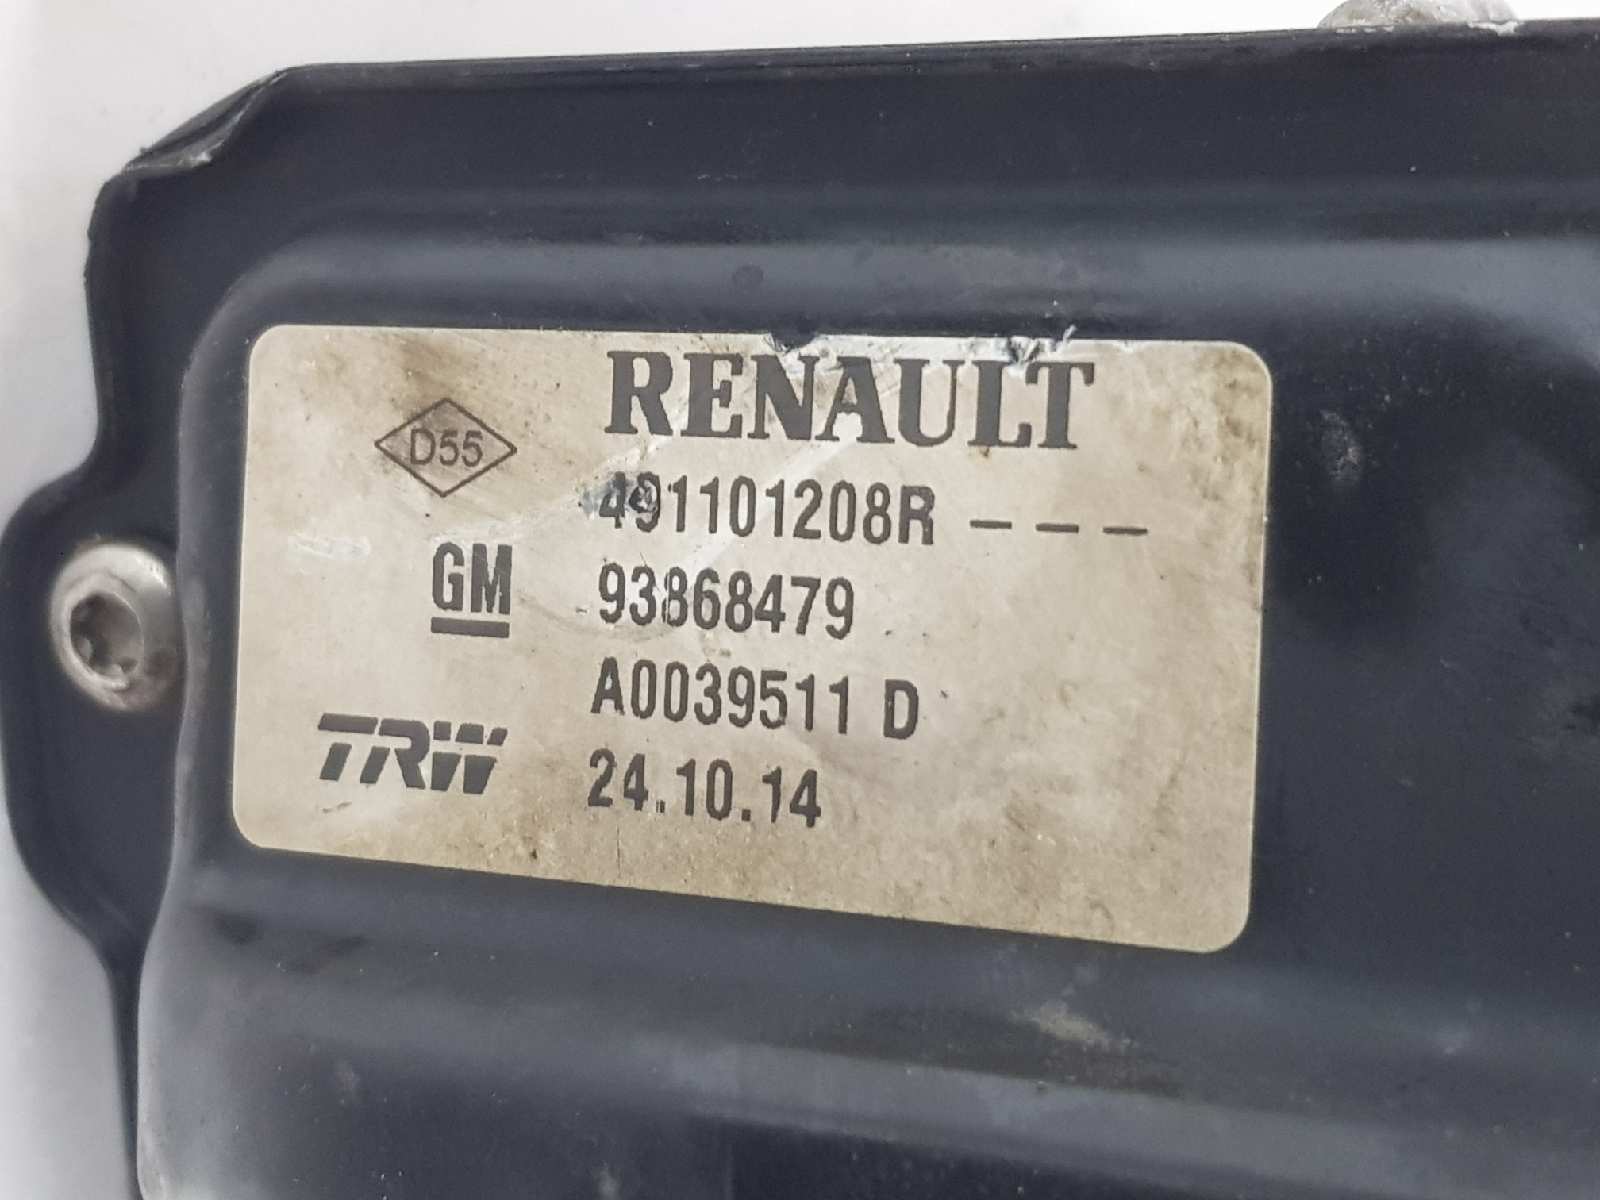 RENAULT
D55
491101208R ---
GM
93868479
A0039511 D
TRW
24.10.14